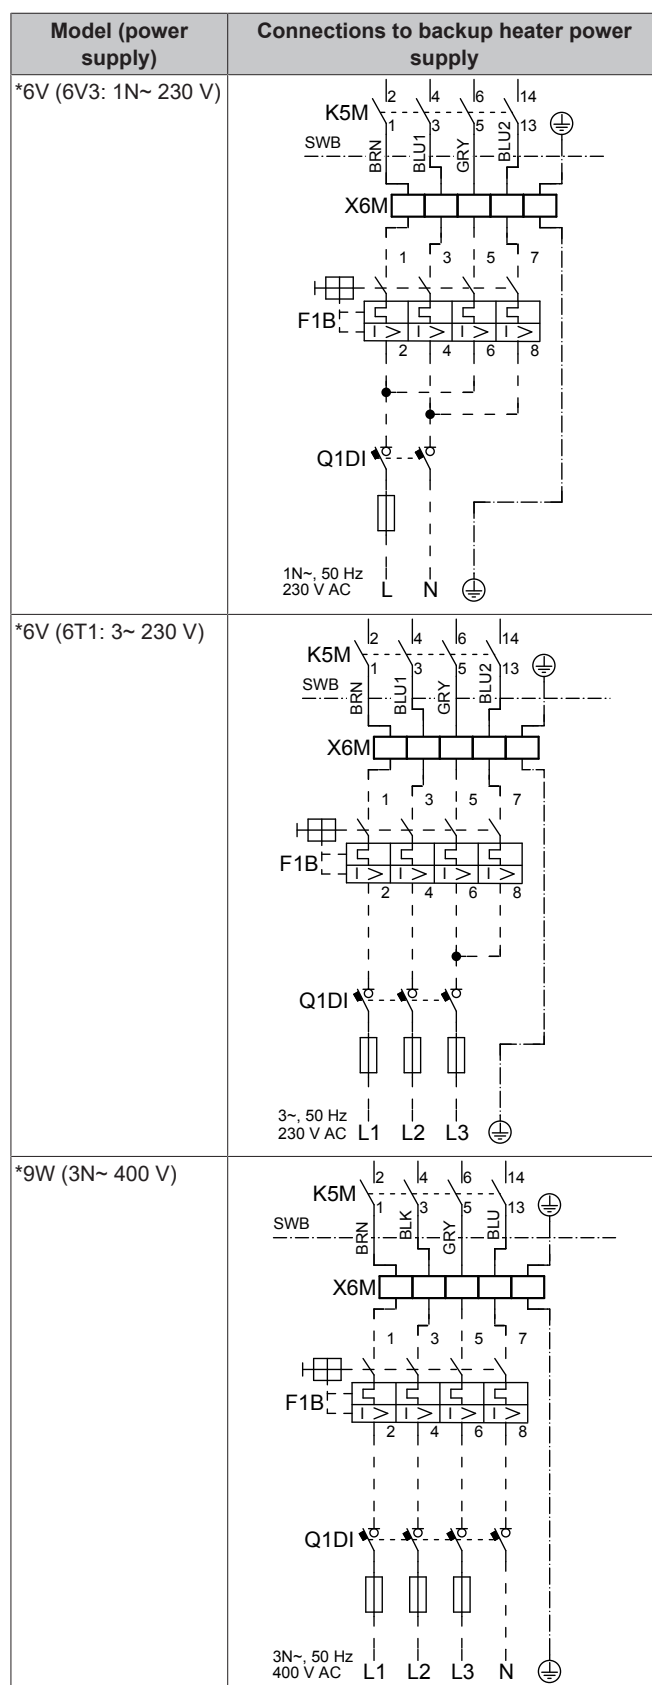 Model (power supply)
Connections to backup heater power supply
*6V (6V3: 1N~ 230 V)
2 4 6 14
K5M
1 3 5 13
SWB
BRN BLU1 GRY BLU2
X6M
1 3 5 7
F1B
I > I > I > I >
2 4 6 8
Q1DI
1N~, 50 Hz
230 V AC
L N
*6V (6T1: 3~ 230 V)
2 4 6 14
K5M
1 3 5 13
SWB
BRN BLU1 GRY BLU2
X6M
1 3 5 7
F1B
I > I > I > I >
2 4 6 8
Q1DI
3~, 50 Hz
230 V AC
L1 L2 L3
*9W (3N~ 400 V)
2 4 6 14
K5M
1 3 5 13
SWB
BRN BLK GRY BLU
X6M
1 3 5 7
F1B
I > I > I > I >
2 4 6 8
Q1DI
3N~, 50 Hz
400 V AC
L1 L2 L3 N